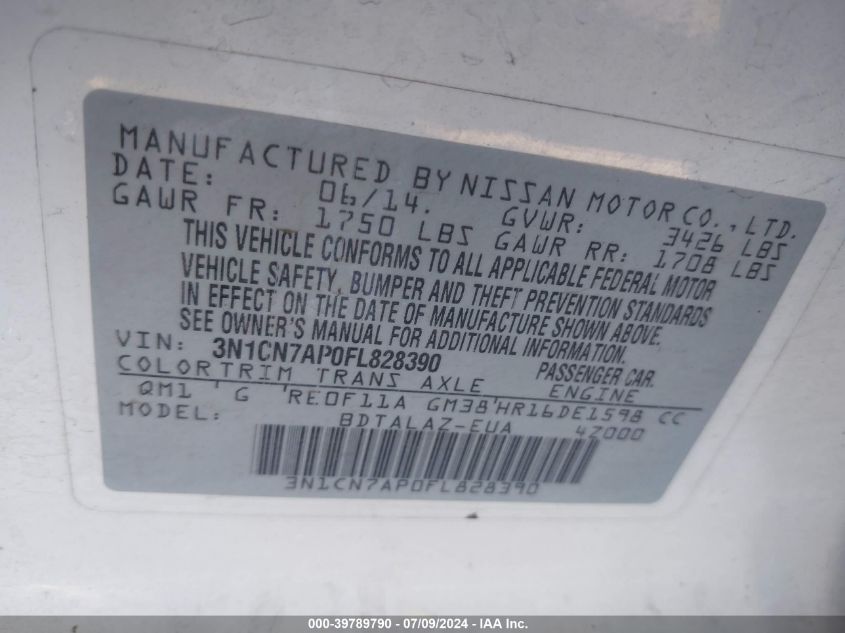 MANUFACTURED BY NISSAN MOTOR CO., LTD.
DATE: 06/14. GVWR: 3426 LBS
GAWR FR: 1750 LBS GAWR RR: 1708 LBS
THIS VEHICLE CONFORMS TO ALL APPLICABLE FEDERAL MOTOR
VEHICLE SAFETY, BUMPER AND THEFT PREVENTION STANDARDS
IN EFFECT ON THE DATE OF MANUFACTURE SHOWN ABOVE.
SEE OWNER'S MANUAL FOR ADDITIONAL INFORMATION.
VIN: 3N1CN7AP0FL828390 PASSENGER CAR.
COLOR TRIM TRANS AXLE ENGINE
QM1 ' G 'RE0F11A GM38'HR16DE1598 CC
MODEL: BDTALAZ-EUA 4Z000
3N1CN7AP0FL828390
000-39789790 - 07/09/2024 - IAA Inc.